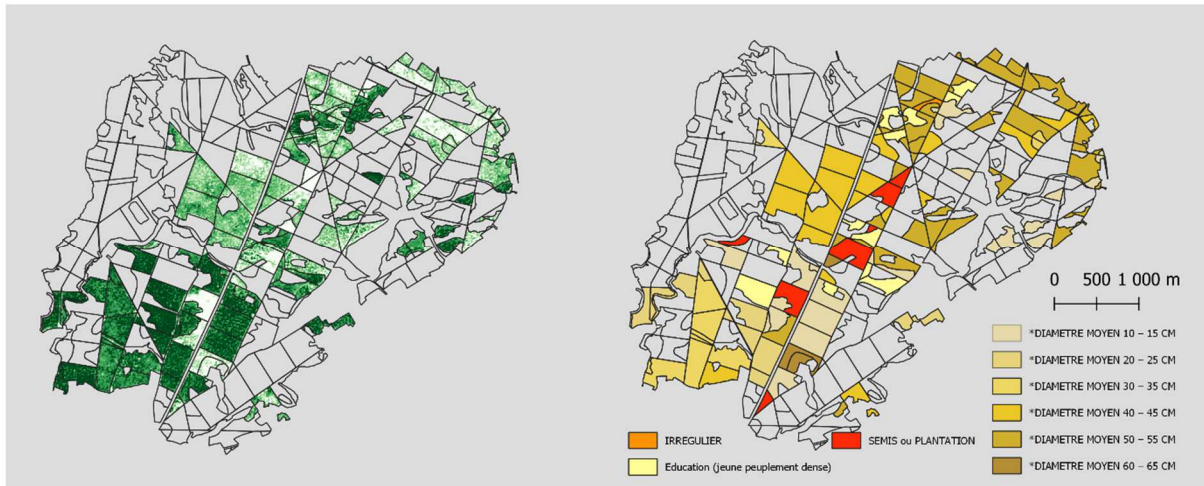 0 500 1 000 m
*DIAMETRE MOYEN 10 – 15 CM
*DIAMETRE MOYEN 20 – 25 CM
*DIAMETRE MOYEN 30 – 35 CM
*DIAMETRE MOYEN 40 – 45 CM
IRREGULIER
SEMIS ou PLANTATION
*DIAMETRE MOYEN 50 – 55 CM
Education (jeune peuplement dense)
*DIAMETRE MOYEN 60 – 65 CM